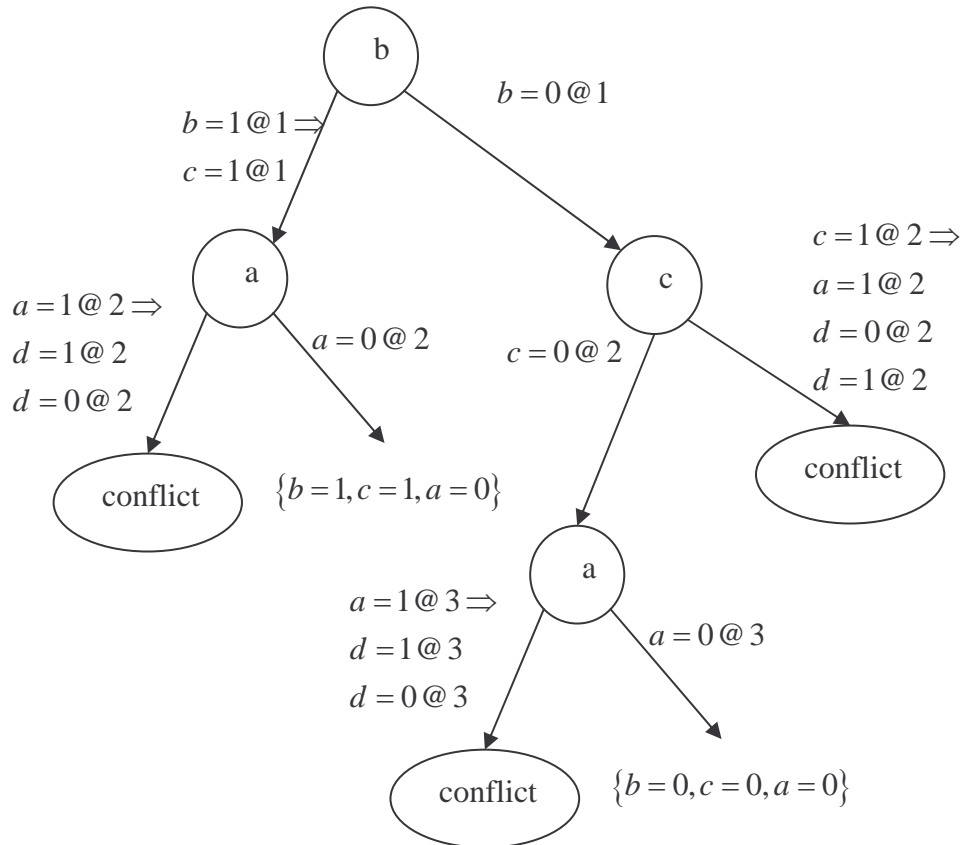 b
b = 0 @ 1
b = 1 @ 1 ⇒
c = 1 @ 1
a
c
c = 1 @ 2 ⇒
a = 1 @ 2
d = 0 @ 2
d = 1 @ 2
a = 1 @ 2 ⇒
d = 1 @ 2
d = 0 @ 2
a = 0 @ 2
c = 0 @ 2
conflict
{b = 1, c = 1, a = 0}
conflict
a
a = 1 @ 3 ⇒
d = 1 @ 3
d = 0 @ 3
a = 0 @ 3
conflict
{b = 0, c = 0, a = 0}